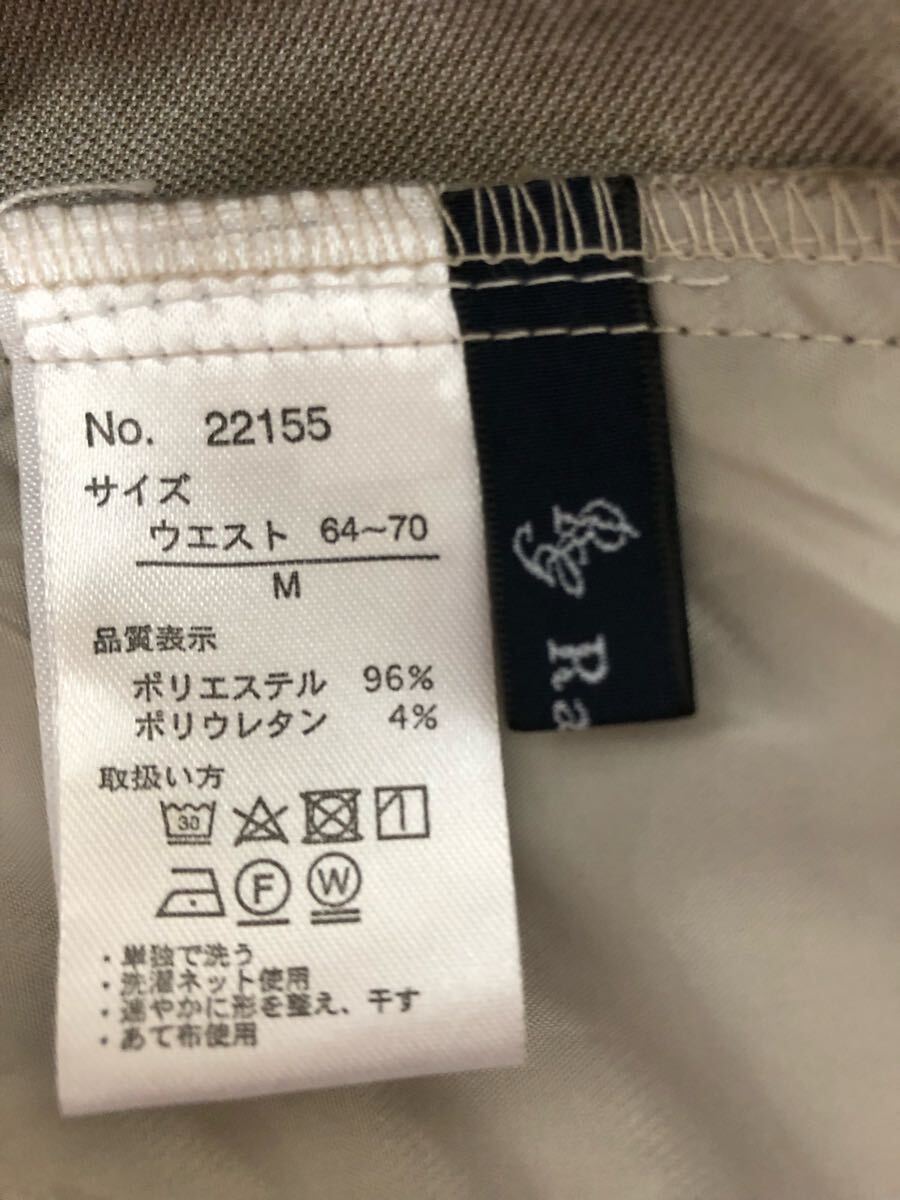 No. 22155
サイズ
ウエスト 64~70
M
品質表示
ポリエステル 96%
ポリウレタン 4%
取扱い方
30
F W
・単独で洗う
・洗濯ネット使用
・速やかに形を整え、干す
・あて布使用
Ra